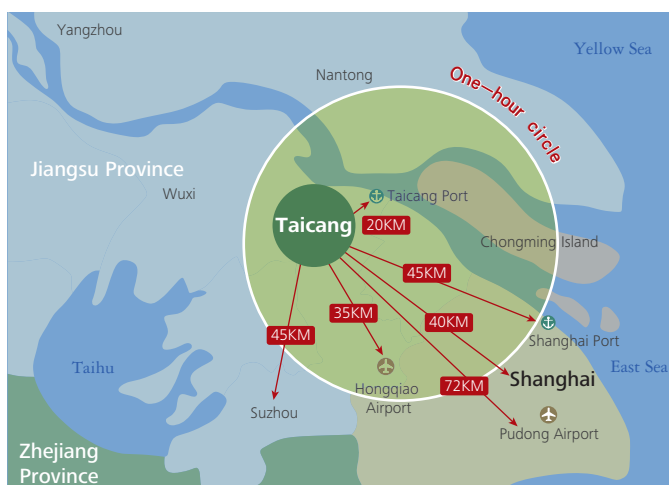 Yangzhou
Yellow Sea
Nantong
One-hour circle
Jiangsu Province
Wuxi
Taicang Port
Taicang
20KM
Chongming Island
45KM
35KM
40KM
45KM
Shanghai Port
Taihu
East Sea
Shanghai
72KM
Hongqiao
Airport
Suzhou
Pudong Airport
Zhejiang
Province